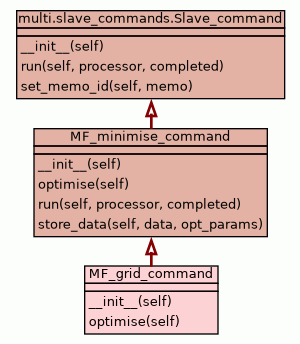 multi.slave_commands.Slave_command
__init__(self)
run(self, processor, completed)
set_memo_id(self, memo)
MF_minimise_command
__init__(self)
optimise(self)
run(self, processor, completed)
store_data(self, data, opt_params)
MF_grid_command
__init__(self)
optimise(self)